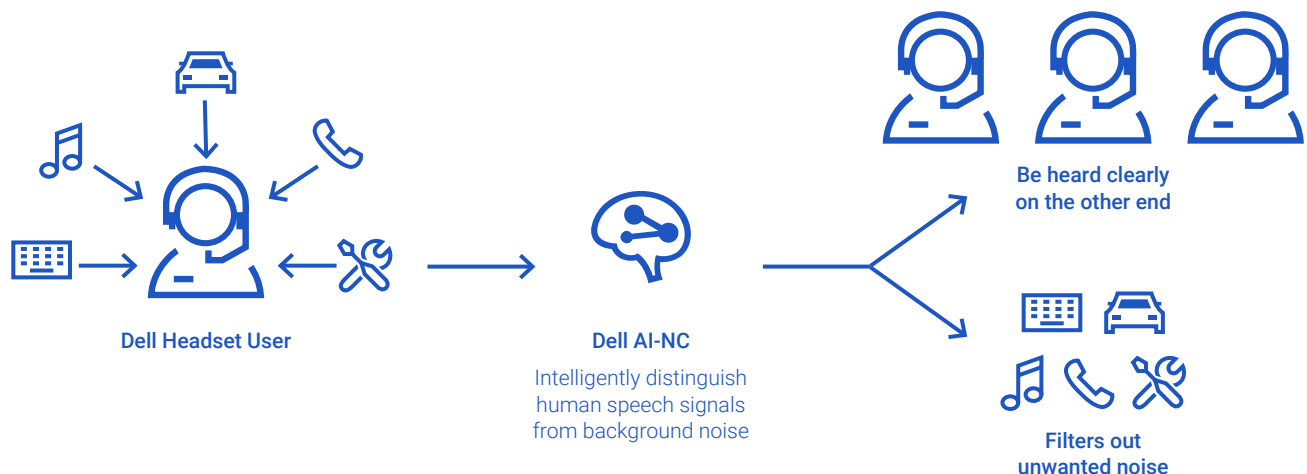 Be heard clearly
on the other end
Dell Headset User
Dell AI-NC
Intelligently distinguish
human speech signals
from background noise
Filters out
unwanted noise